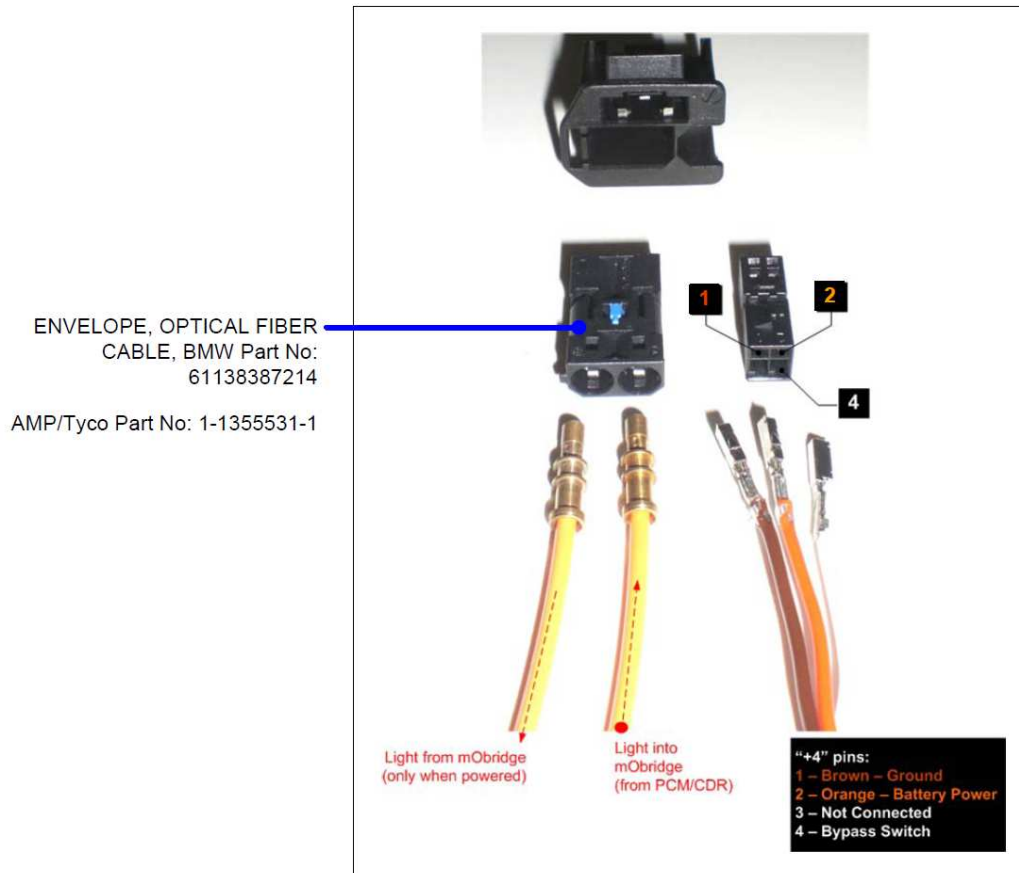 1
2
ENVELOPE, OPTICAL FIBER
CABLE, BMW Part No:
61138387214
4
AMP/Tyco Part No: 1-1355531-1
Light from mObridge
(only when powered)
Light into
mObridge
(from PCM/CDR)
"+4" pins:
1 – Brown – Ground
2 – Orange – Battery Power
3 – Not Connected
4 – Bypass Switch